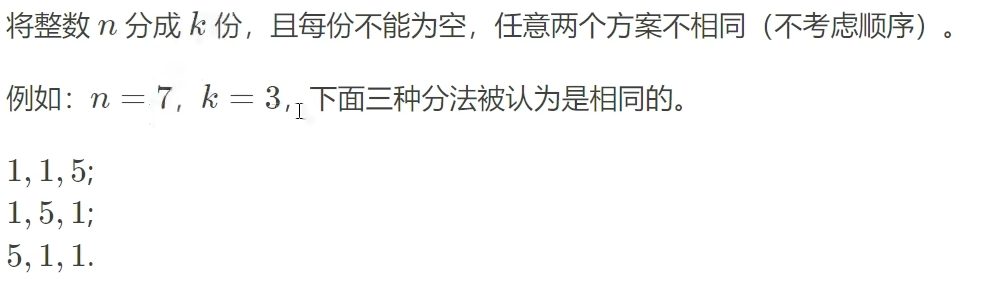 将整数 n 分成 k 份，且每份不能为空，任意两个方案不相同（不考虑顺序）。
例如：n = 7，k = 3，下面三种分法被认为是相同的。
1, 1, 5;
1, 5, 1;
5, 1, 1.